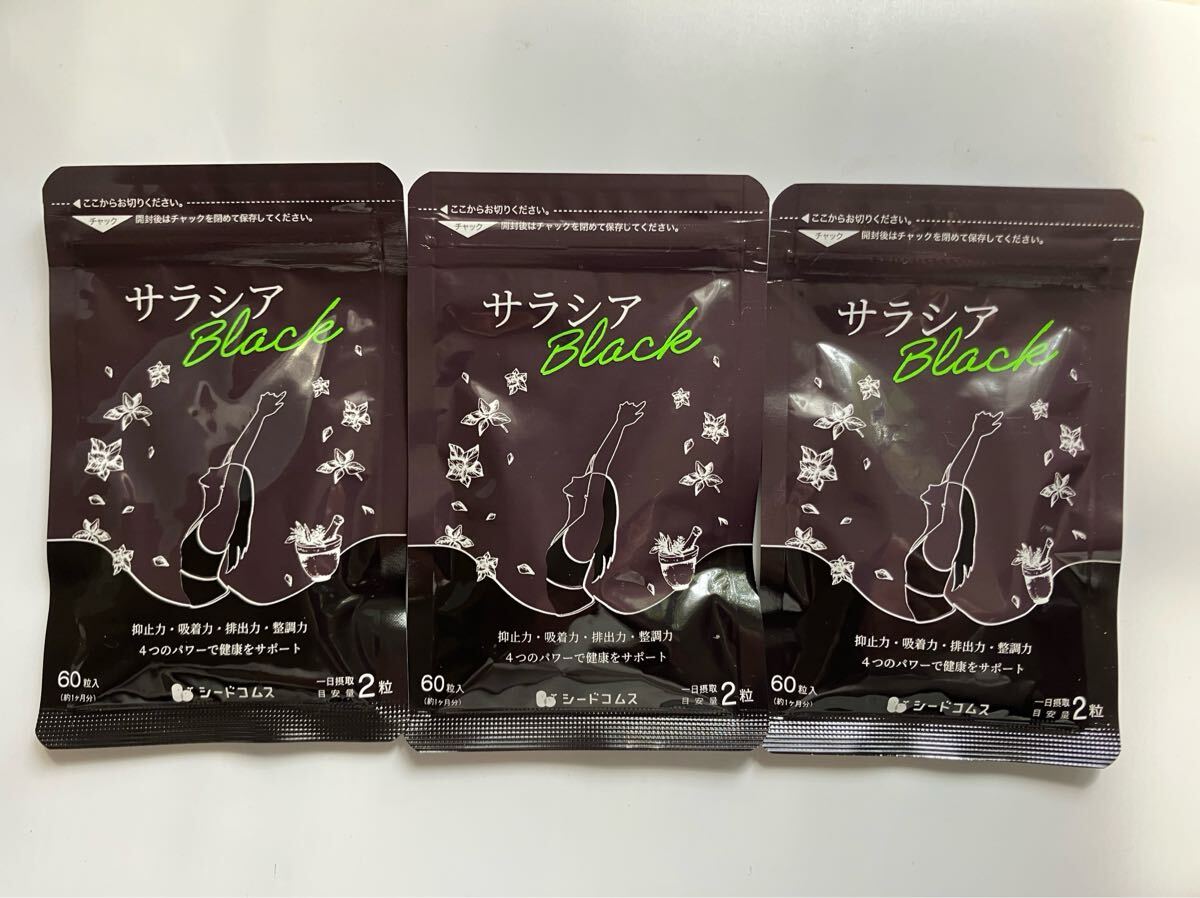 ここからお切りください。
チャック
開封後はチャックを閉めて保存してください。
サラシア
Black
抑止力・吸着力・排出力・整調力
4つのパワーで健康をサポート
60粒入
(約1ヶ月分)
シードコムス
一日摂取
目安量
2粒
ここからお切りください。
チャック
開封後はチャックを閉めて保存してください。
サラシア
Black
抑止力・吸着力・排出力・整調力
4つのパワーで健康をサポート
60粒入
(約1ヶ月分)
シードコムス
一日摂取
目安量
2粒
ここからお切りください。
チャック
開封後はチャックを閉めて保存してください。
サラシア
Black
抑止力・吸着力・排出力・整調力
4つのパワーで健康をサポート
60粒入
(約1ヶ月分)
シードコムス
一日摂取
目安量
2粒